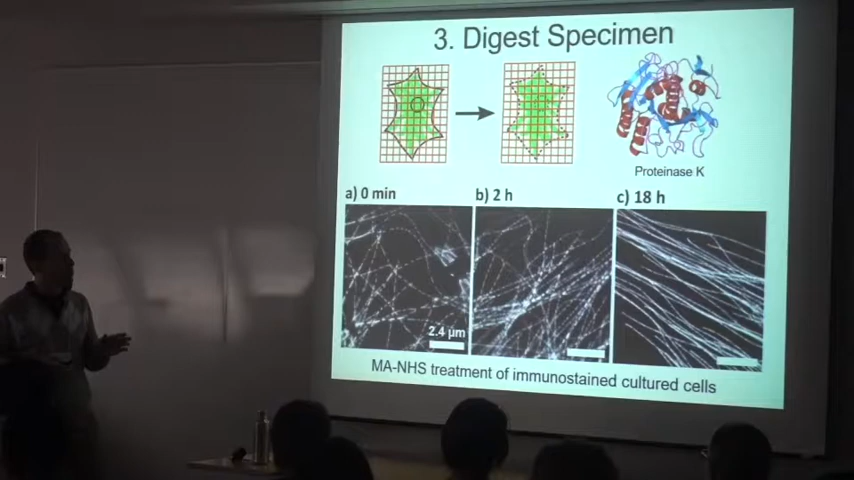 3. Digest Specimen
Proteinase K
a) 0 min
b) 2 h
c) 18 h
2.4 µm
MA-NHS treatment of immunostained cultured cells